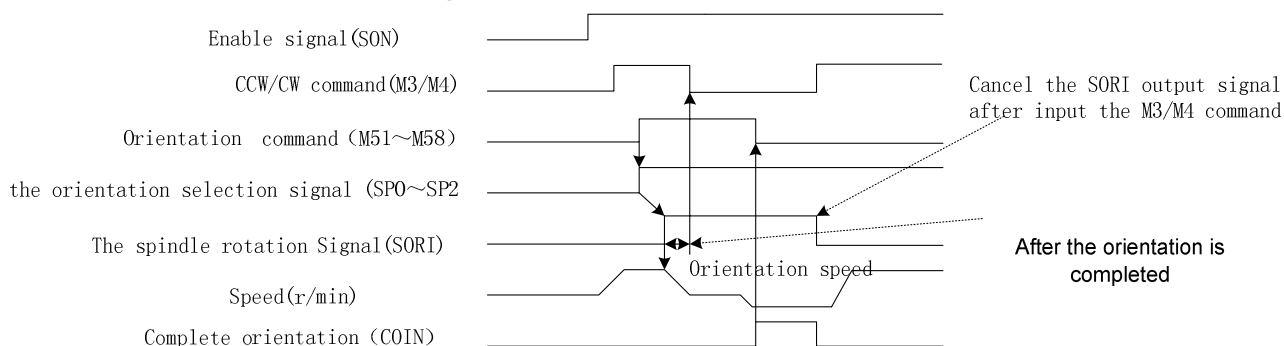 Enable signal(SON)
CCW/CW command(M3/M4)
Cancel the SORI output signal
after input the M3/M4 command
Orientation command (M51～M58)
the orientation selection signal (SP0～SP2
The spindle rotation Signal(SORI)
After the orientation is
completed
Orientation speed
Speed(r/min)
Complete orientation (COIN)